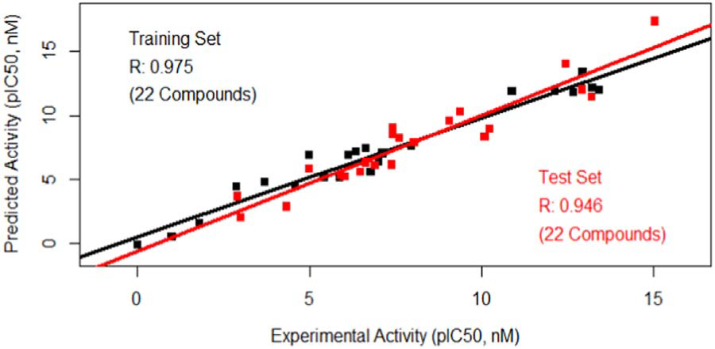 Training Set
R: 0.975
(22 Compounds)
Test Set
R: 0.946
(22 Compounds)
Predicted Activity (pIC50, nM)
15
10
5
0
0
5
10
15
Experimental Activity (pIC50, nM)